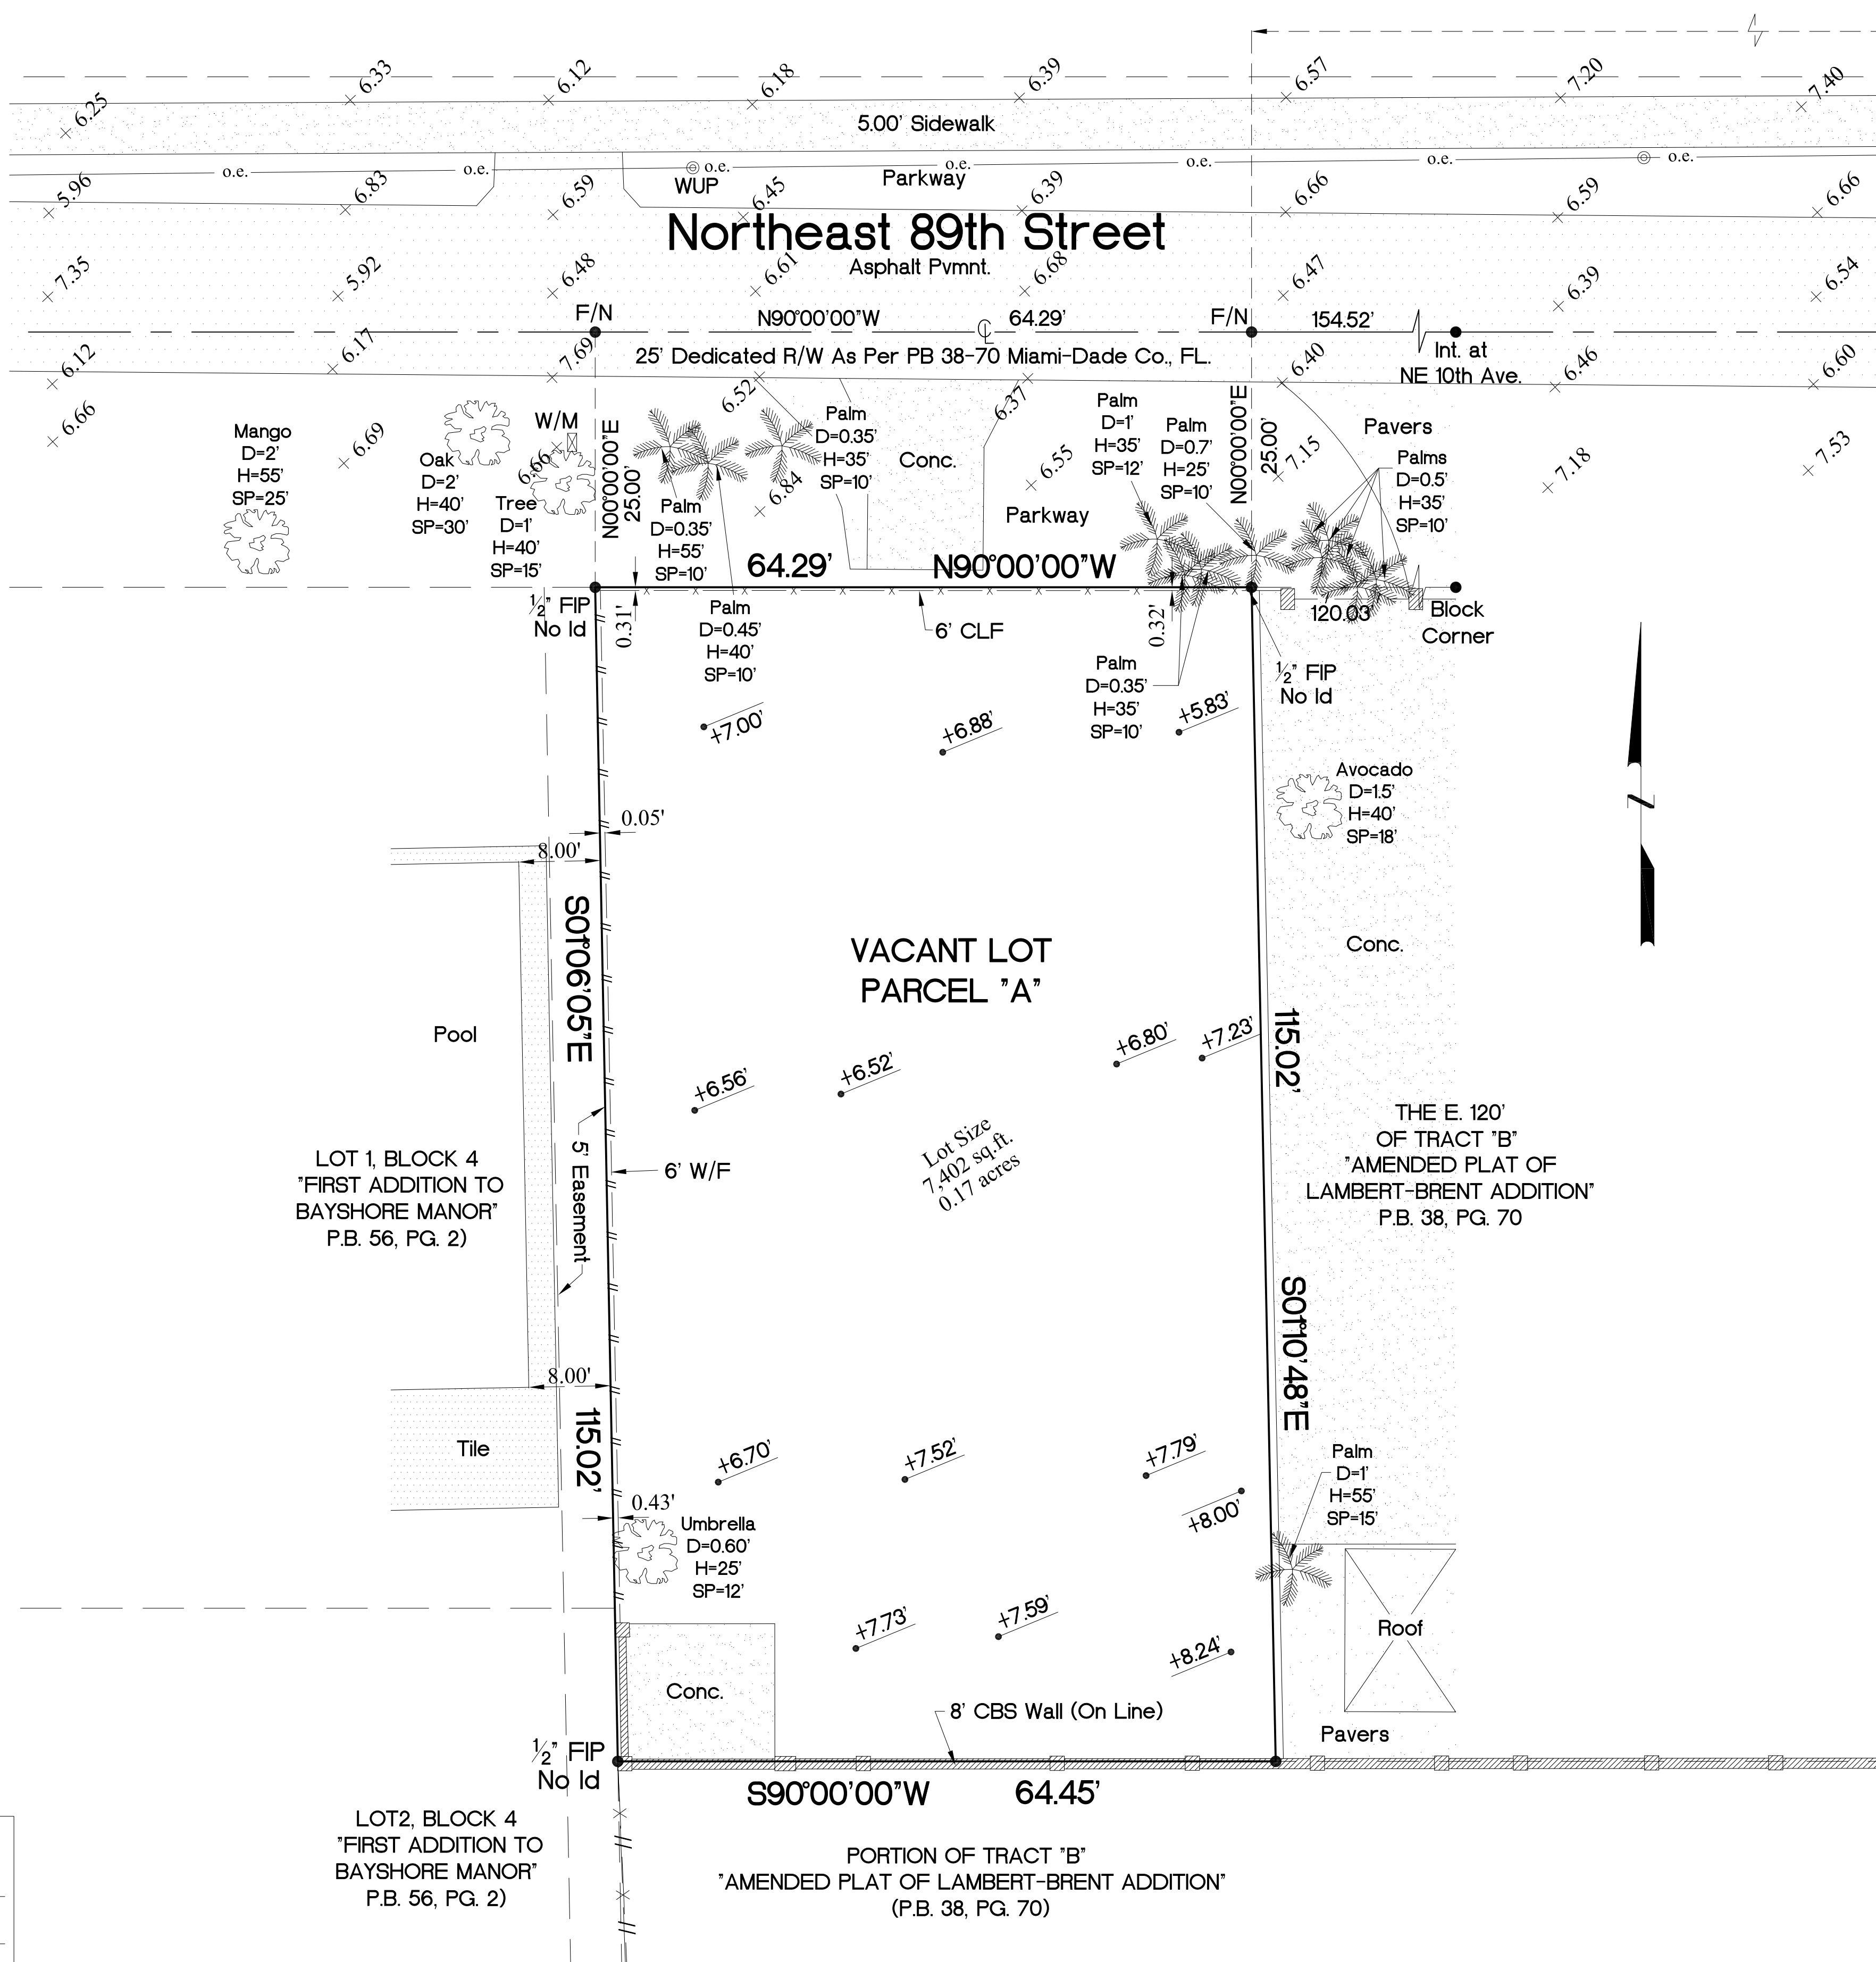 6.25
6.33
6.12
6.18
6.39
6.57
7.20
7.40
5.00' Sidewalk
o.e.
o.e.
o.e.
o.e.
o.e.
o.e.
o.e.
WUP
Parkway
5.96
6.83
6.59
6.45
6.39
6.66
6.59
6.66
Northeast 89th Street
Asphalt Pvmnt.
7.35
5.92
6.48
6.61
6.68
6.47
6.39
6.54
F/N
N90°00'00"W
C
L
64.29'
F/N
154.52'
25' Dedicated R/W As Per PB 38-70 Miami-Dade Co., FL.
Int. at
NE 10th Ave.
6.12
6.17
7.69
6.52
6.37
6.40
6.46
6.60
6.66
6.69
6.66
6.84
6.55
7.15
7.18
7.53
Mango
D=2'
H=55'
SP=25'
Oak
D=2'
H=40'
SP=30'
W/M
Tree
D=1'
H=40'
SP=15'
N00°00'00"E
25.00'
Palm
D=0.35'
H=55'
SP=10'
Palm
D=0.35'
H=35'
SP=10'
Conc.
Parkway
Palm
D=1'
H=35'
SP=12'
Palm
D=0.7'
H=25'
SP=10'
N00°00'00"E
25.00'
Pavers
Palms
D=0.5'
H=35'
SP=10'
64.29'
N90°00'00"W
1/2" FIP
No Id
0.31'
Palm
D=0.45'
H=40'
SP=10'
6' CLF
0.32'
Palm
D=0.35'
H=35'
SP=10'
120.03'
Block
Corner
1/2" FIP
No Id
+7.00'
+6.88'
+5.83'
N
Avocado
D=1.5'
H=40'
SP=18'
0.05'
8.00'
S01°06'05"E
VACANT LOT
PARCEL "A"
Conc.
Pool
115.02'
+6.56'
+6.52'
+6.80'
+7.23'
Lot Size
7,402 sq.ft.
0.17 acres
5' Easement
6' W/F
LOT 1, BLOCK 4
"FIRST ADDITION TO
BAYSHORE MANOR"
P.B. 56, PG. 2)
THE E. 120'
OF TRACT "B"
"AMENDED PLAT OF
LAMBERT-BRENT ADDITION"
P.B. 38, PG. 70
S01°10'48"E
8.00'
115.02'
Tile
+6.70'
+7.52'
+7.79'
+8.00'
Palm
D=1'
H=55'
SP=15'
0.43'
Umbrella
D=0.60'
H=25'
SP=12'
+7.73'
+7.59'
+8.24'
Roof
Conc.
8' CBS Wall (On Line)
Pavers
1/2" FIP
No Id
S90°00'00"W
64.45'
LOT2, BLOCK 4
"FIRST ADDITION TO
BAYSHORE MANOR"
P.B. 56, PG. 2)
PORTION OF TRACT "B"
"AMENDED PLAT OF LAMBERT-BRENT ADDITION"
(P.B. 38, PG. 70)